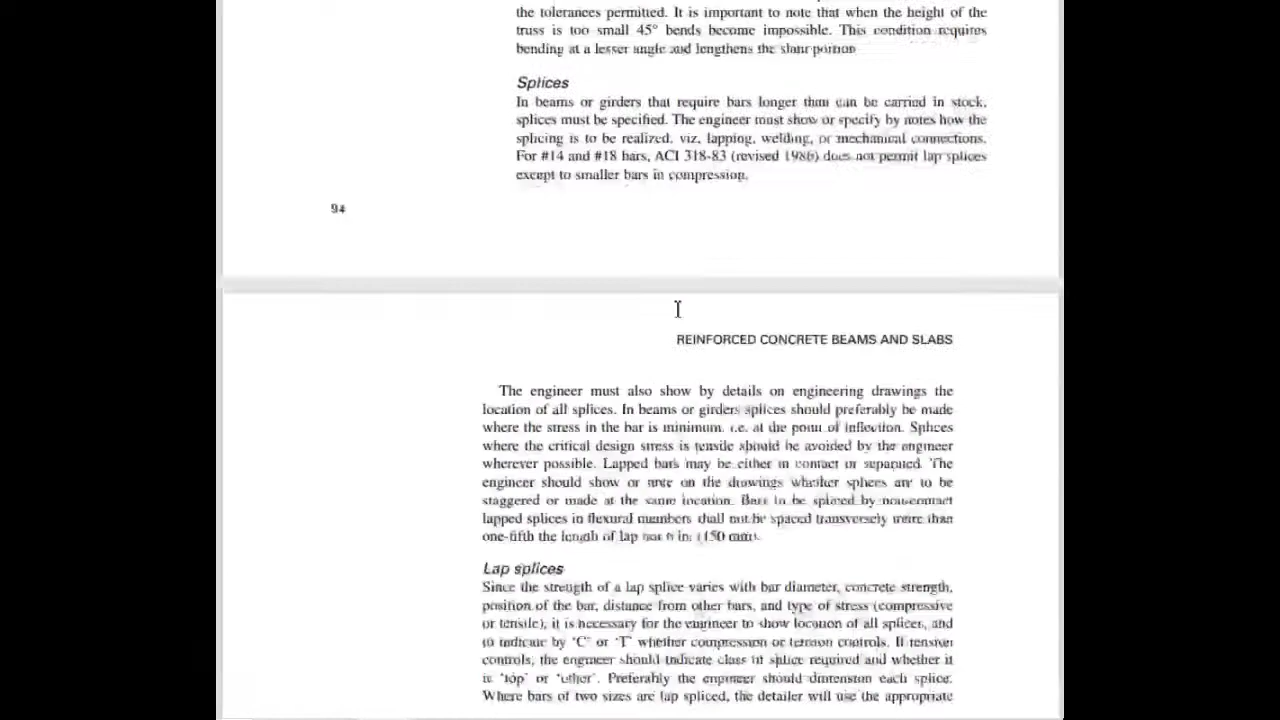 the tolerances permitted. It is important to note that when the height of the
truss is too small 45° bends become impossible. This condition requires
bending at a lesser angle and lengthens the slant portion
Splices
In beams or girders that require bars longer than can be carried in stock,
splices must be specified. The engineer must show or specify by notes how the
splicing is to be realized, viz, lapping, welding, or mechanical connections.
For #14 and #18 bars, ACI 318-83 (revised 1986) does not permit lap splices
except to smaller bars in compression.
94
REINFORCED CONCRETE BEAMS AND SLABS
The engineer must also show by details on engineering drawings the
location of all splices. In beams or girders splices should preferably be made
where the stress in the bar is minimum, i.e. at the point of inflection. Splices
where the critical design stress is tensile should be avoided by the engineer
wherever possible. Lapped bars may be either in contact or separated. The
engineer should show or note on the drawings whether splices are to be
staggered or made at the same location. Bars to be spliced by noncontact
lapped splices in flexural members shall not be spaced transversely more than
one-fifth the length of lap nor 6 in. (150 mm).
Lap splices
Since the strength of a lap splice varies with bar diameter, concrete strength,
position of the bar, distance from other bars, and type of stress (compressive
or tensile), it is necessary for the engineer to show location of all splices, and
to indicate by 'C' or 'T' whether compression or tension controls. If tension
controls, the engineer should indicate class of splice required and whether it
is 'top' or 'other'. Preferably the engineer should dimension each splice.
Where bars of two sizes are lap spliced, the detailer will use the appropriate